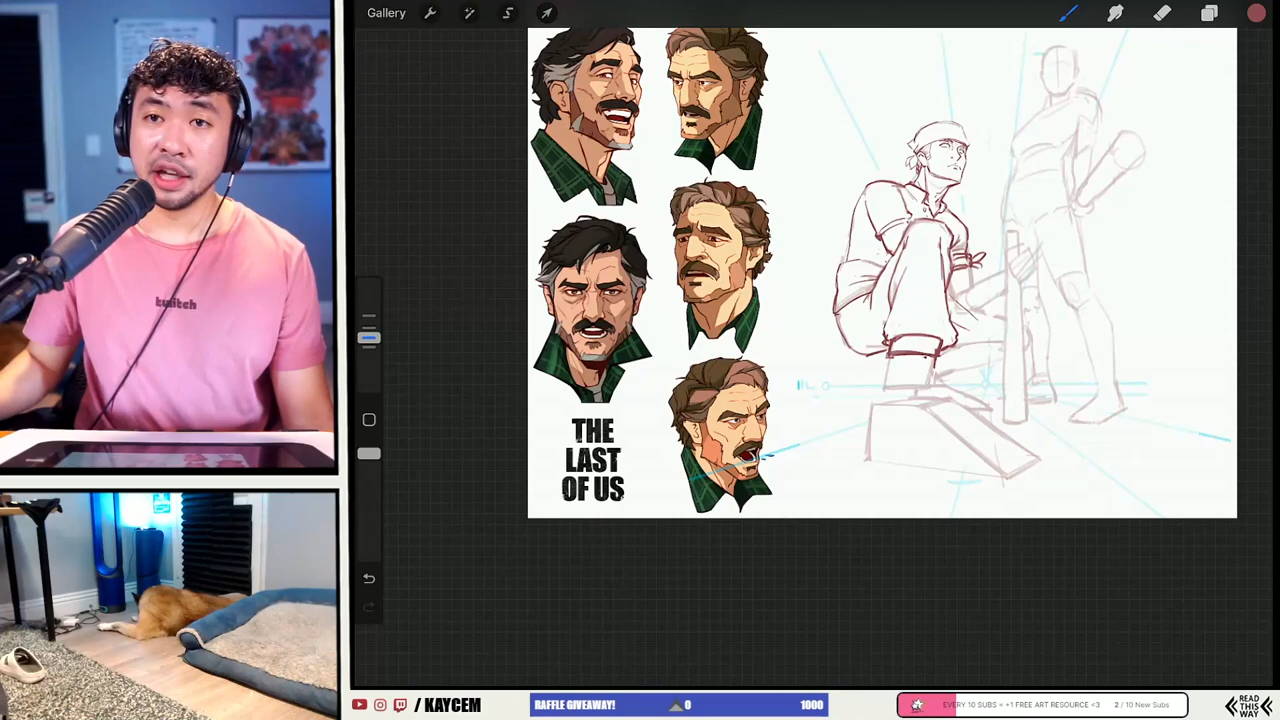 Gallery
twitch
THE
LAST
OF US
/ KAYCEM
RAFFLE GIVEAWAY!
0
1000
EVERY 10 SUBS = +1 FREE ART RESOURCE <3
2 / 10 New Subs
READ
THIS
WAY